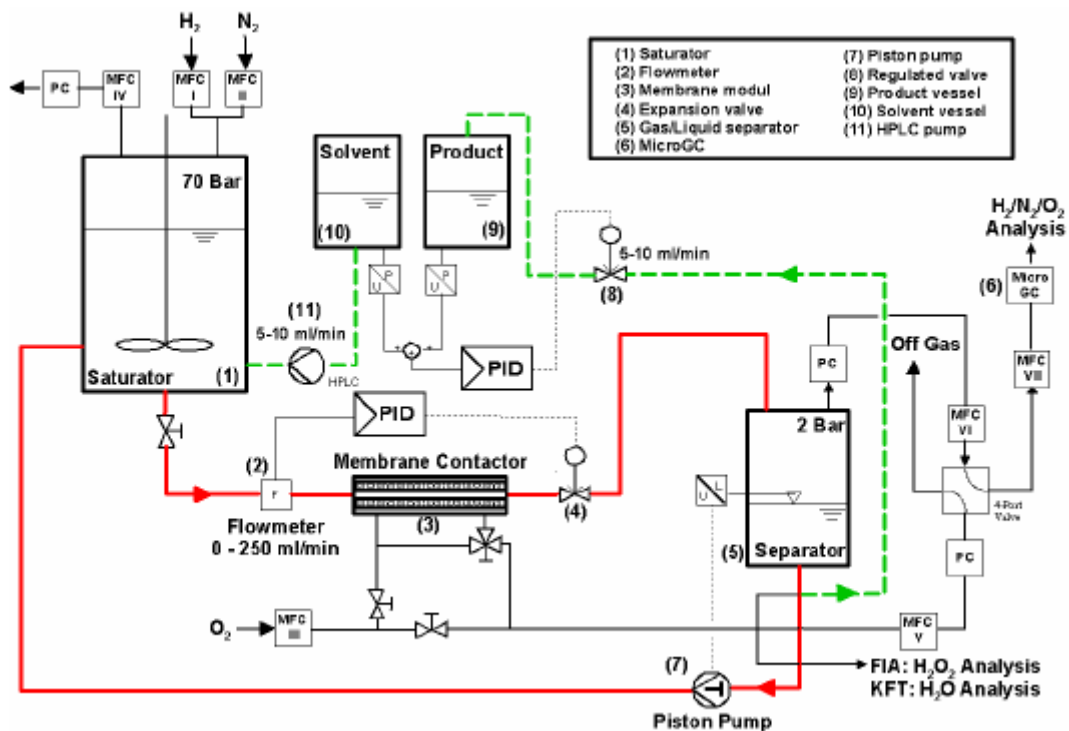 H2 N2
PC
MFC IV
MFC I
MFC II
(1) Saturator
(2) Flowmeter
(3) Membrane modul
(4) Expansion valve
(5) Gas/Liquid separator
(6) MicroGC
(7) Piston pump
(8) Regulated valve
(9) Product vessel
(10) Solvent vessel
(11) HPLC pump
70 Bar
Solvent
(10)
Product
(9)
U P
U P
5-10 ml/min
(8)
H2/N2/O2
Analysis
(6)
Micro GC
(11)
5-10 ml/min
HPLC
Saturator (1)
PID
PID
PC
Off Gas
MFC VII
MFC VI
2 Bar
4-Port
Valve
(2)
r
Flowmeter
0 - 250 ml/min
Membrane Contactor
(3)
(4)
U L
(5) Separator
PC
O2
MFC III
MFC V
FIA: H2O2 Analysis
KFT: H2O Analysis
(7)
Piston Pump